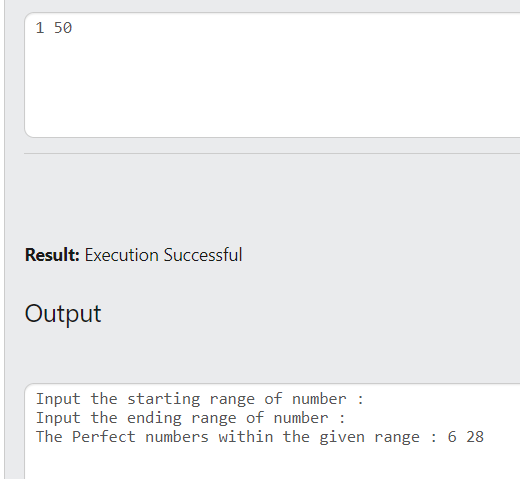 1 50
Result: Execution Successful
Output
Input the starting range of number :
Input the ending range of number :
The Perfect numbers within the given range : 6 28